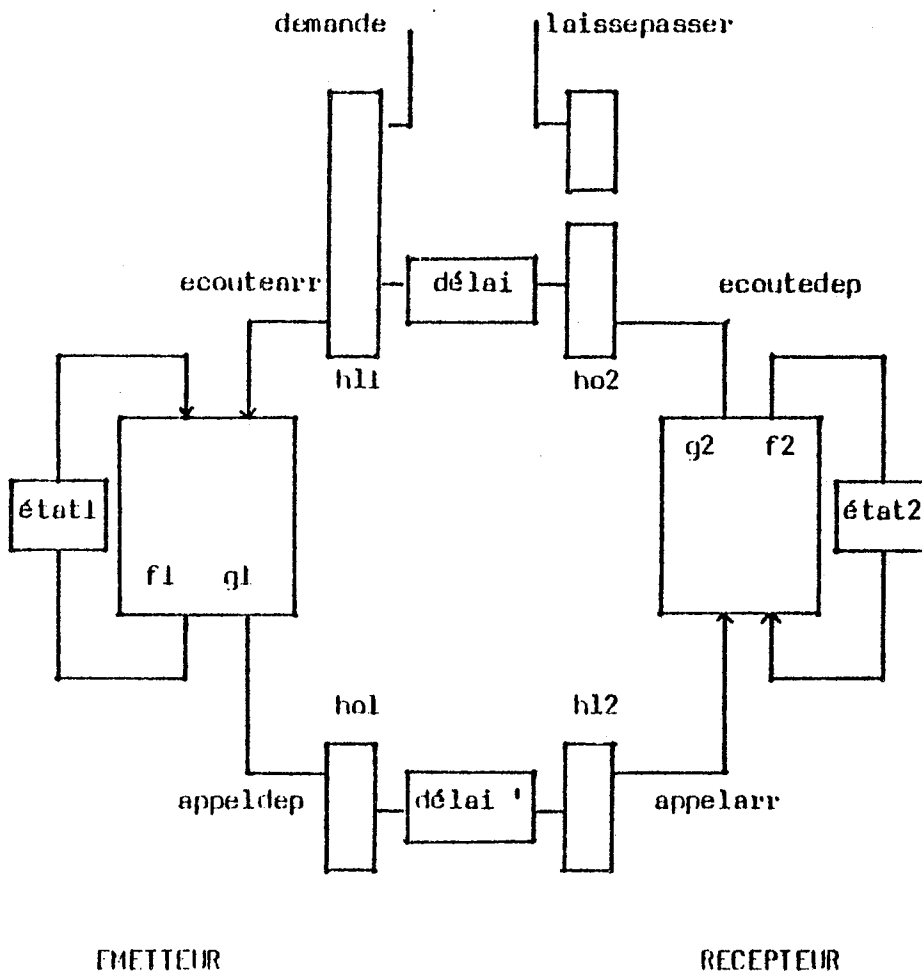 demande laissepasser
ecoutearr délai ecoutedep
hl1 ho2
g2 f2
état1 état2
f1 g1
ho1 hl2
appeldep délai ' appelarr
EMETTEUR RECEPTEUR